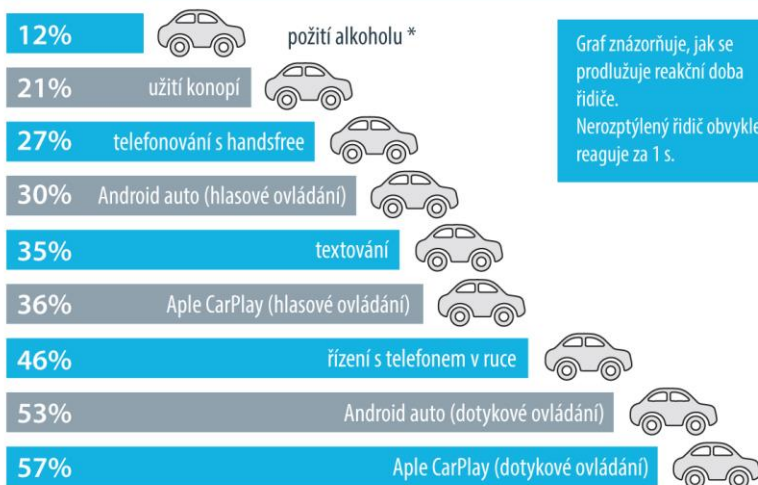 12% požití alkoholu *
21% užití konopí
27% telefonování s handsfree
30% Android auto (hlasové ovládání)
35% textování
36% Aple CarPlay (hlasové ovládání)
46% řízení s telefonem v ruce
53% Android auto (dotykové ovládání)
57% Aple CarPlay (dotykové ovládání)
Graf znázorňuje, jak se
prodlužuje reakční doba
řidiče.
Nerozptýlený řidič obvykle
reaguje za 1 s.